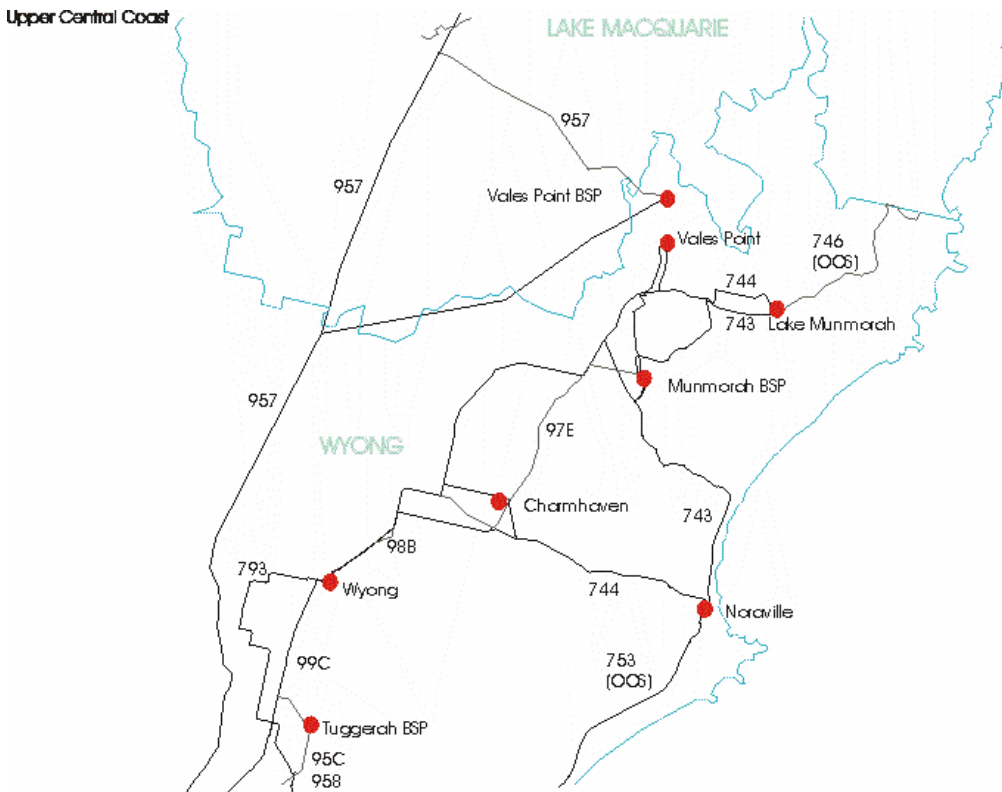 Upper Central Coast
LAKE MACQUARIE
957
957
Vales Point BSP
Vales Point
746
(OOS)
744
743
Lake Munmorah
Munmorah BSP
957
WYONG
97E
Charmhaven
743
98B
793
Wyong
744
Noraville
99C
753
(OOS)
Tuggerah BSP
95C
958